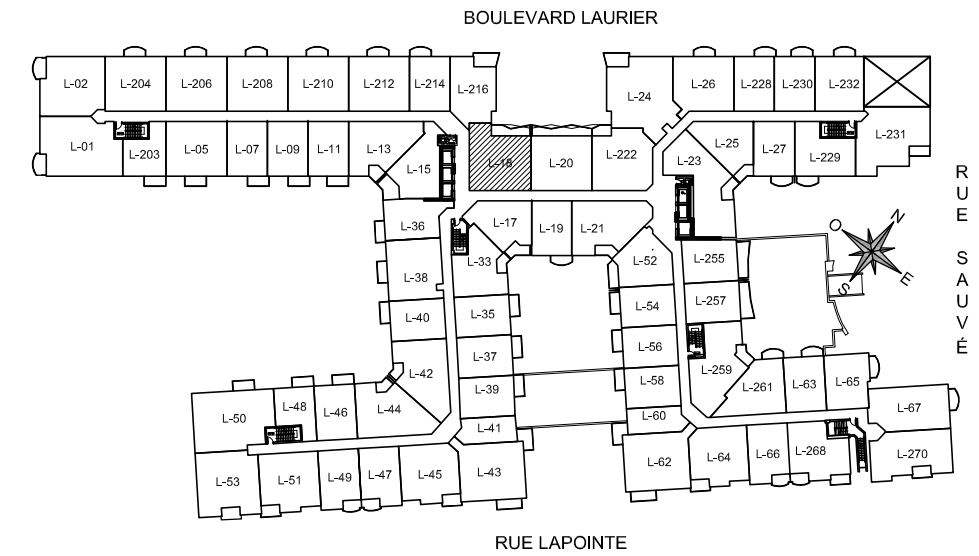 BOULEVARD LAURIER
L-02 L-204 L-206 L-208 L-210 L-212 L-214 L-216 L-24 L-26 L-228 L-230 L-232
L-01 L-203 L-05 L-07 L-09 L-11 L-13 L-15 L-18 L-20 L-222 L-23 L-25 L-27 L-229 L-231
L-36 L-17 L-19 L-21
L-38 L-33 L-52 L-255
L-40 L-35 L-54 L-257
L-42 L-37 L-56 L-259
L-50 L-48 L-46 L-44 L-39 L-58 L-261 L-63 L-65
L-41 L-60 L-67
L-53 L-51 L-49 L-47 L-45 L-43 L-62 L-64 L-66 L-268 L-270
N
O
E
S
RUE SAUVÉ
RUE LAPOINTE